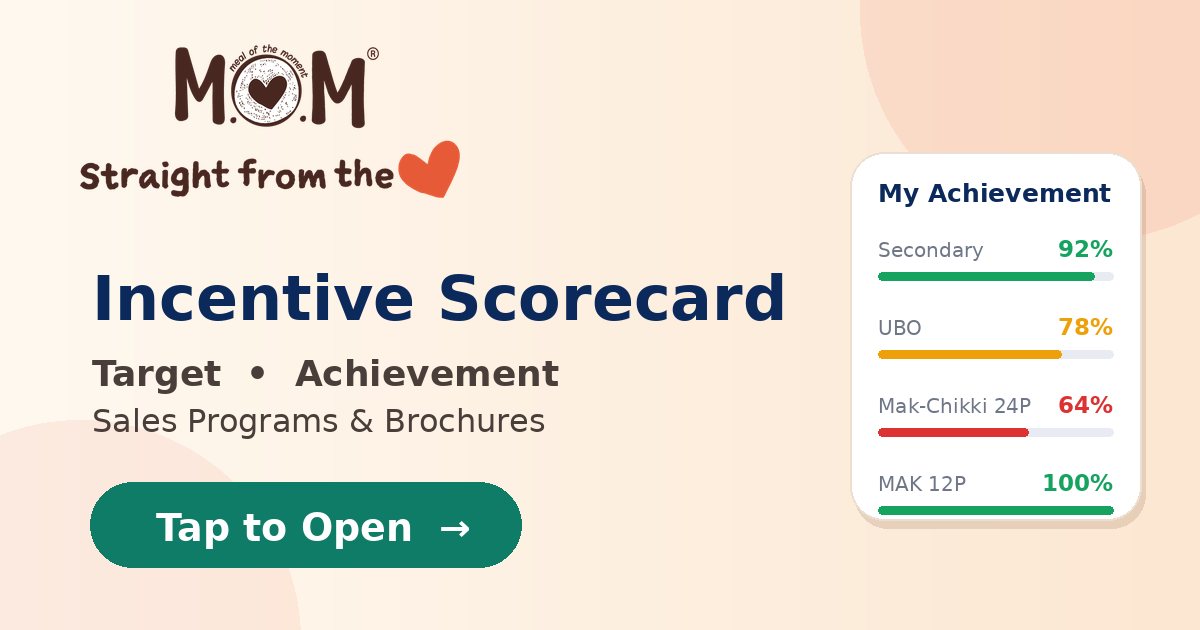 meal of the moment
M.O.M®
Straight from the
Incentive Scorecard
Target • Achievement
Sales Programs & Brochures
Tap to Open →
My Achievement
Secondary 92%
UBO 78%
Mak-Chikki 24P 64%
MAK 12P 100%